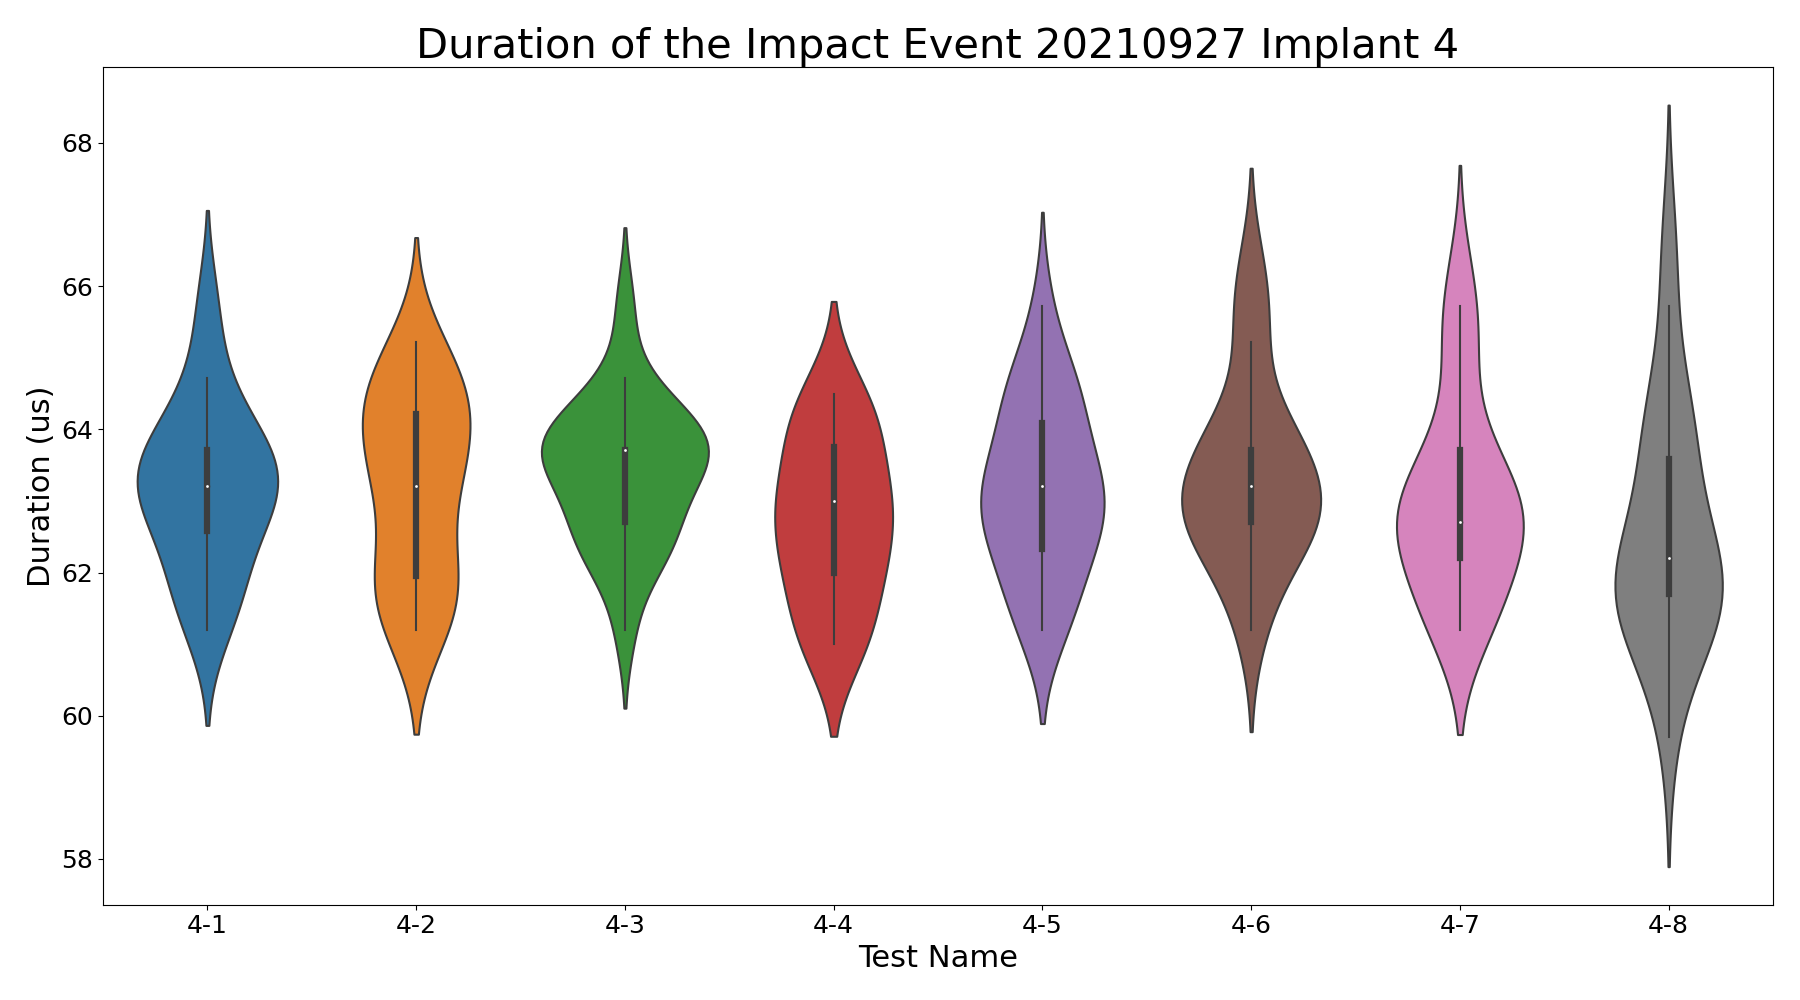 Duration of the Impact Event 20210927 Implant 4
Duration (us)
68
66
64
62
60
58
4-1 4-2 4-3 4-4 4-5 4-6 4-7 4-8
Test Name